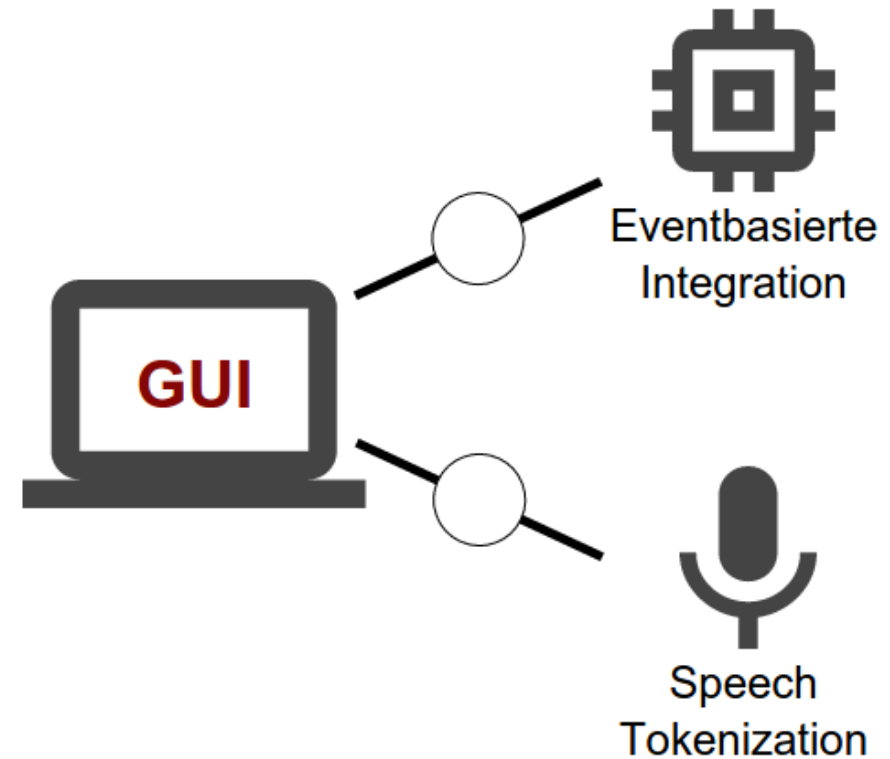 Eventbasierte
Integration
GUI
Speech
Tokenization